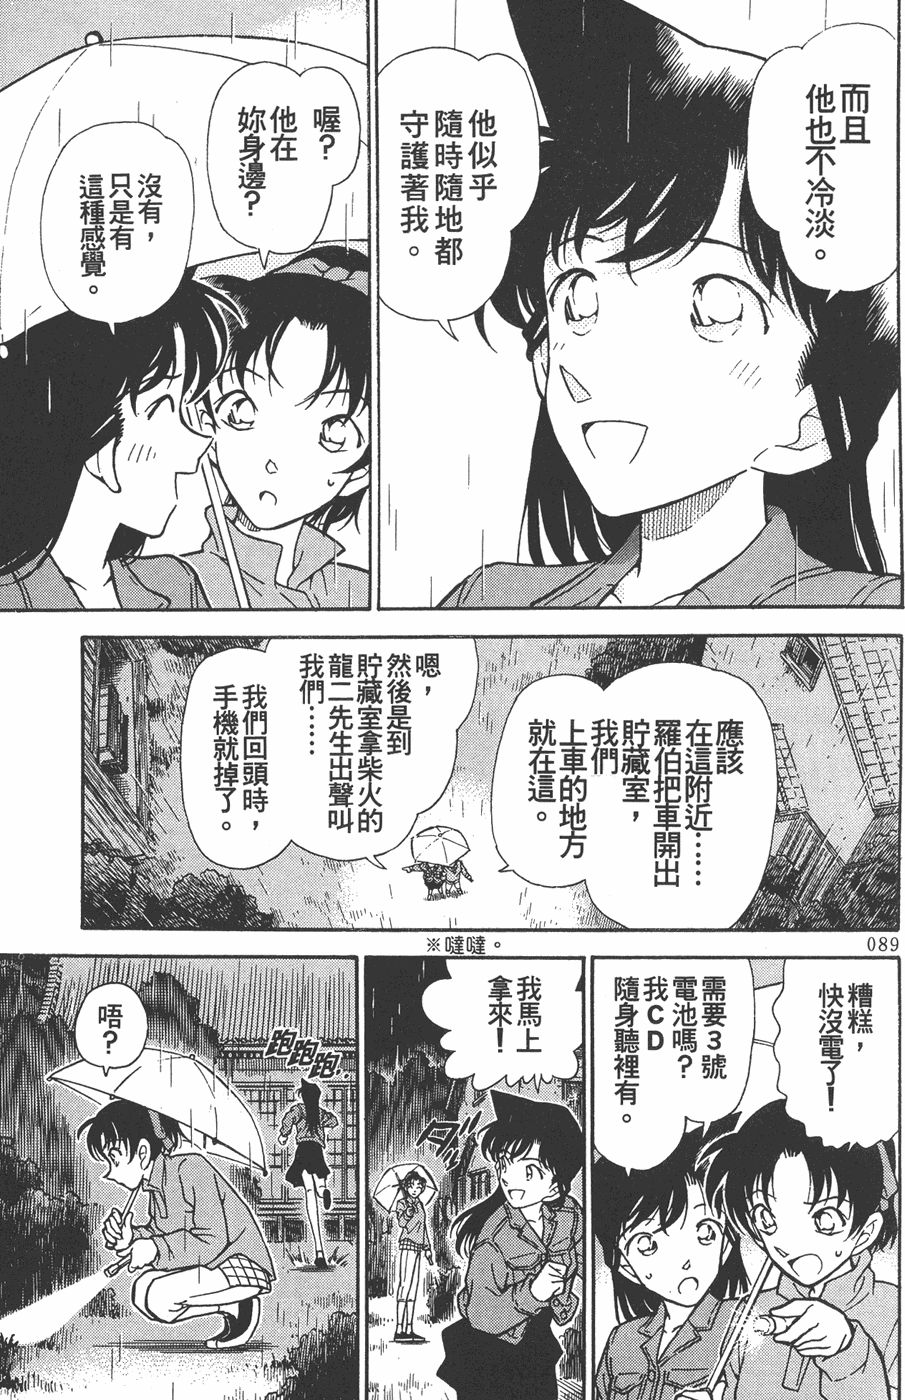 而且
他也不冷淡。
他似乎
隨時隨地都
守護著我。
喔？
他在
妳身邊？
沒有，
只是有
這種感覺。
應該
在這附近……
羅伯把車開出
貯藏室，
我們
上車的地方
就在這。
嗯，
然後是到
貯藏室拿柴火的
龍二先生出聲叫
我們……
我們回頭時，
手機就掉了。
※噠噠。
089
糟糕，
快沒電了！
需要3號
電池嗎？
我CD
隨身聽裡有。
我馬上
拿來！
ダッ
跑跑跑…
唔？